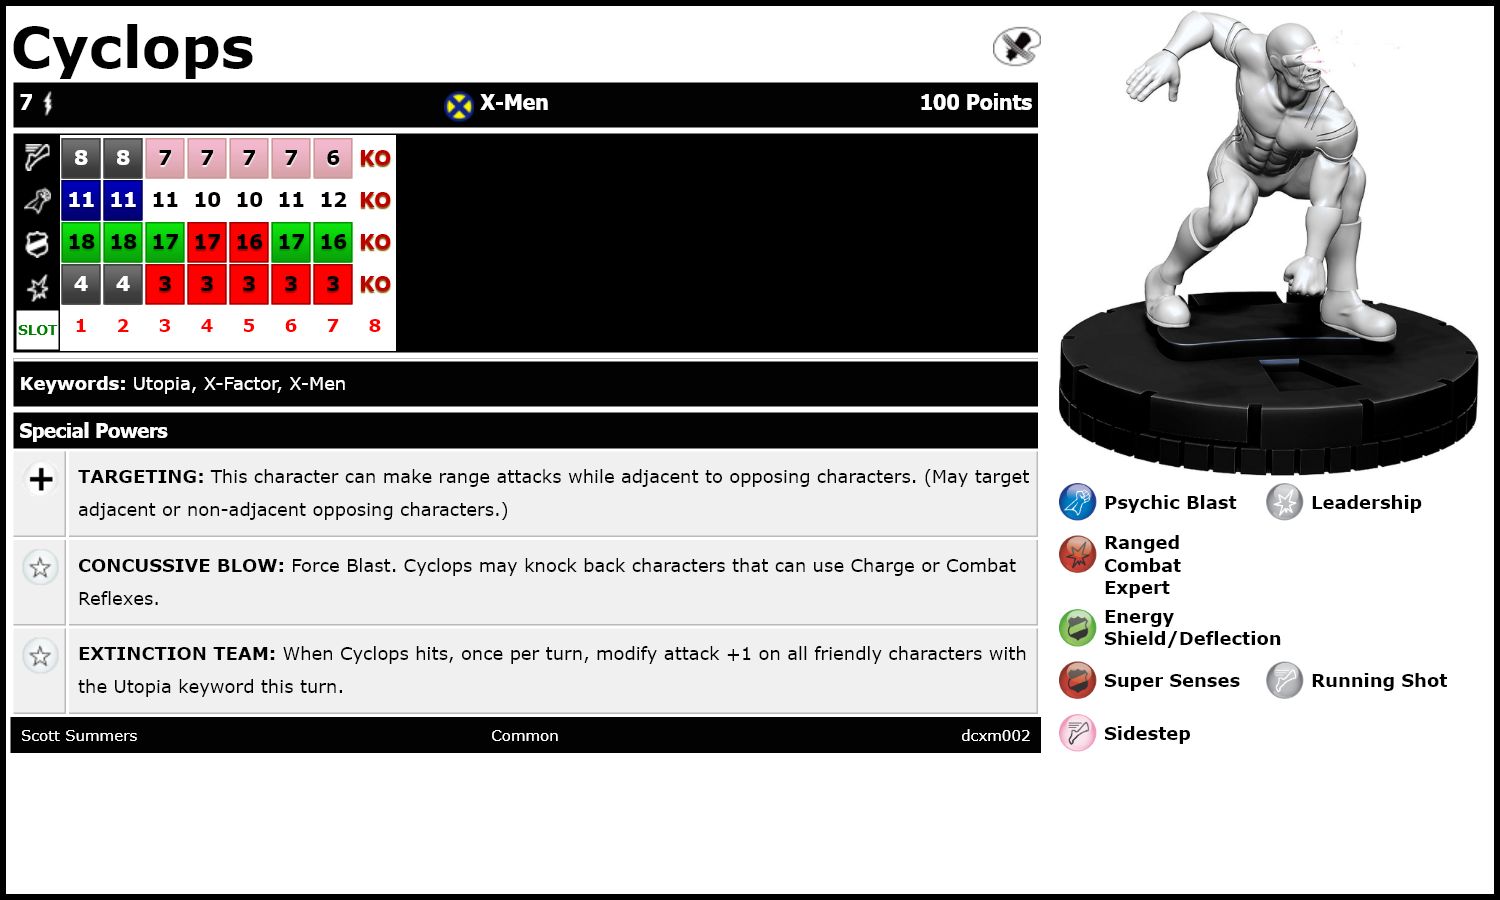 Cyclops
7 X-Men 100 Points
8 8 7 7 7 7 6 KO
11 11 11 10 10 11 12 KO
18 18 17 17 16 17 16 KO
4 4 3 3 3 3 3 KO
SLOT 1 2 3 4 5 6 7 8
Keywords: Utopia, X-Factor, X-Men
Special Powers
TARGETING: This character can make range attacks while adjacent to opposing characters. (May target
adjacent or non-adjacent opposing characters.)
CONCUSSIVE BLOW: Force Blast. Cyclops may knock back characters that can use Charge or Combat
Reflexes.
EXTINCTION TEAM: When Cyclops hits, once per turn, modify attack +1 on all friendly characters with
the Utopia keyword this turn.
Scott Summers Common dcxm002
Psychic Blast Leadership
Ranged
Combat
Expert
Energy
Shield/Deflection
Super Senses Running Shot
Sidestep